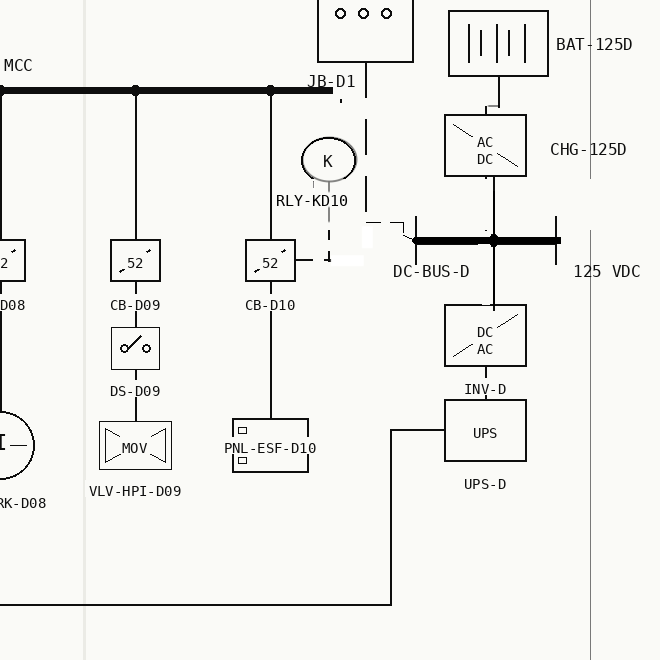 BAT-125D
MCC
JB-D1
AC
DC
CHG-125D
K
RLY-KD10
2
52
52
DC-BUS-D
125 VDC
D08
CB-D09
CB-D10
DC
AC
DS-D09
INV-D
MOV
PNL-ESF-D10
UPS
VLV-HPI-D09
UPS-D
RK-D08